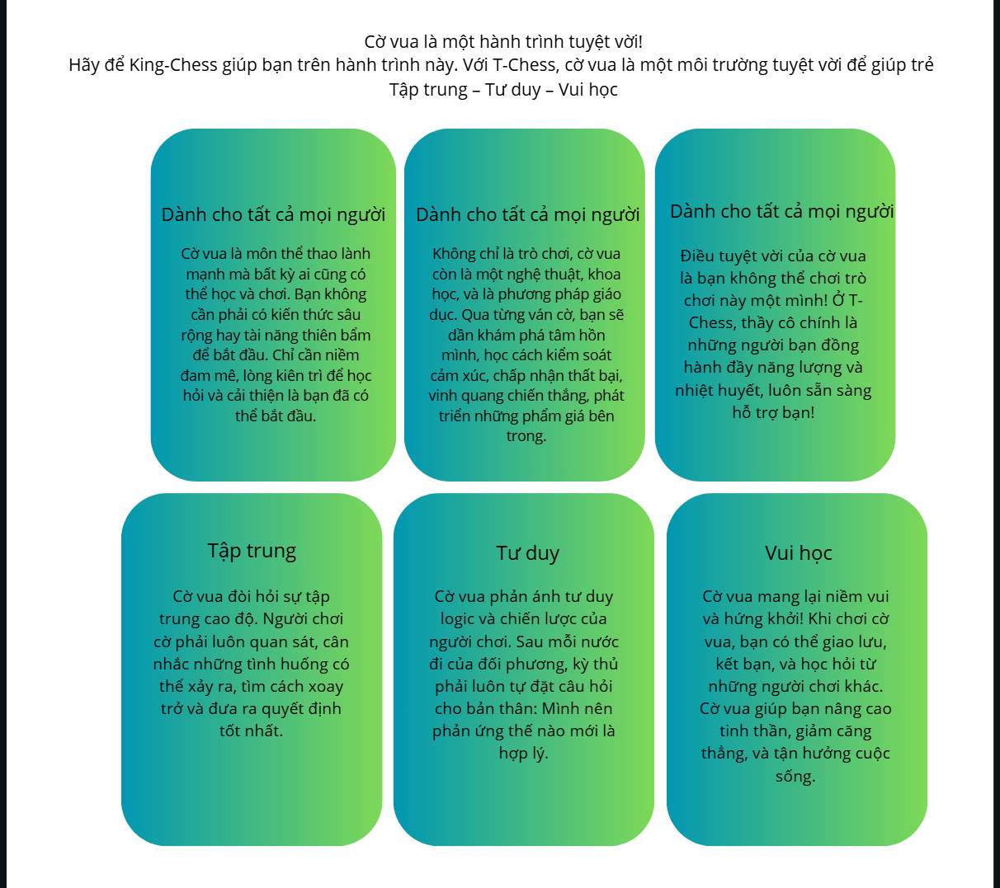 Cờ vua là một hành trình tuyệt vời!
Hãy để King-Chess giúp bạn trên hành trình này. Với T-Chess, cờ vua là một môi trường tuyệt vời để giúp trẻ
Tập trung – Tư duy – Vui học
Dành cho tất cả mọi người
Cờ vua là môn thể thao lành
mạnh mà bất kỳ ai cũng có
thể học và chơi. Bạn không
cần phải có kiến thức sâu
rộng hay tài năng thiên bẩm
để bắt đầu. Chỉ cần niềm
đam mê, lòng kiên trì để học
hỏi và cải thiện là bạn đã có
thể bắt đầu.
Dành cho tất cả mọi người
Không chỉ là trò chơi, cờ vua
còn là một nghệ thuật, khoa
học, và là phương pháp giáo
dục. Qua từng ván cờ, bạn sẽ
dần khám phá tâm hồn
mình, học cách kiểm soát
cảm xúc, chấp nhận thất bại,
vinh quang chiến thắng, phát
triển những phẩm giá bên
trong.
Dành cho tất cả mọi người
Điều tuyệt vời của cờ vua
là bạn không thể chơi trò
chơi này một mình! Ở T-
Chess, thầy cô chính là
những người bạn đồng
hành đầy năng lượng và
nhiệt huyết, luôn sẵn sàng
hỗ trợ bạn!
Tập trung
Cờ vua đòi hỏi sự tập
trung cao độ. Người chơi
cờ phải luôn quan sát, cân
nhắc những tình huống có
thể xảy ra, tìm cách xoay
trở và đưa ra quyết định
tốt nhất.
Tư duy
Cờ vua phản ánh tư duy
logic và chiến lược của
người chơi. Sau mỗi nước
đi của đối phương, kỳ thủ
phải luôn tự đặt câu hỏi
cho bản thân: Mình nên
phản ứng thế nào mới là
hợp lý.
Vui học
Cờ vua mang lại niềm vui
và hứng khởi! Khi chơi cờ
vua, bạn có thể giao lưu,
kết bạn, và học hỏi từ
những người chơi khác.
Cờ vua giúp bạn nâng cao
tinh thần, giảm căng
thẳng, và tận hưởng cuộc
sống.